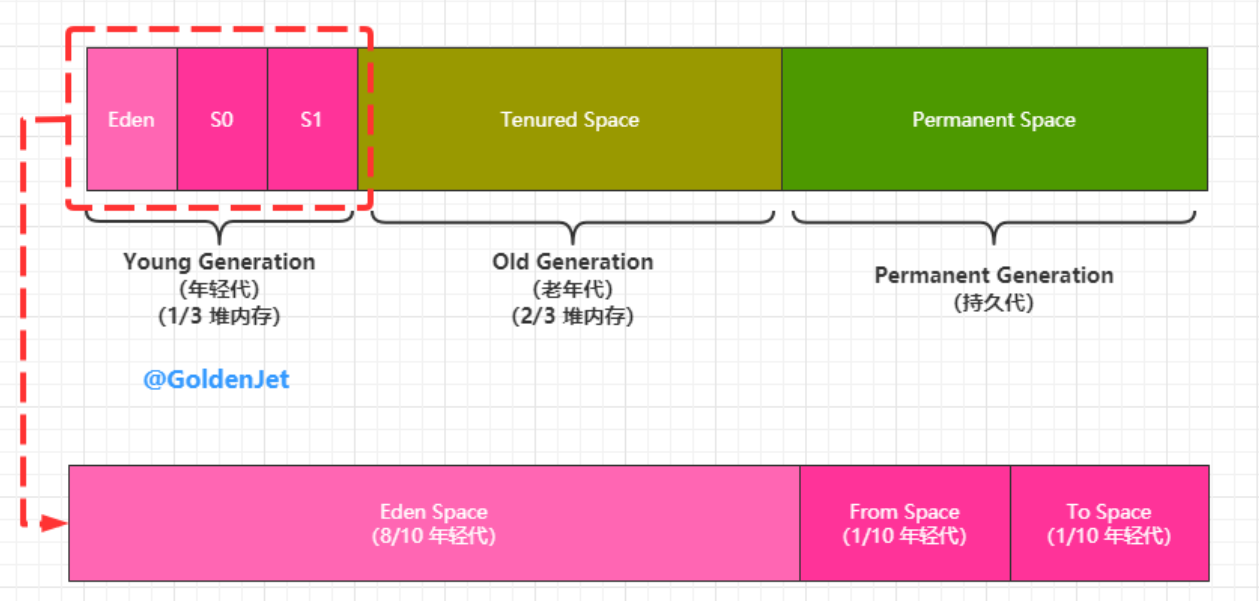 Eden
S0
S1
Tenured Space
Permanent Space
Young Generation
(年轻代)
(1/3 堆内存)
Old Generation
(老年代)
(2/3 堆内存)
Permanent Generation
(持久代)
@GoldenJet
Eden Space
(8/10 年轻代)
From Space
(1/10 年轻代)
To Space
(1/10 年轻代)